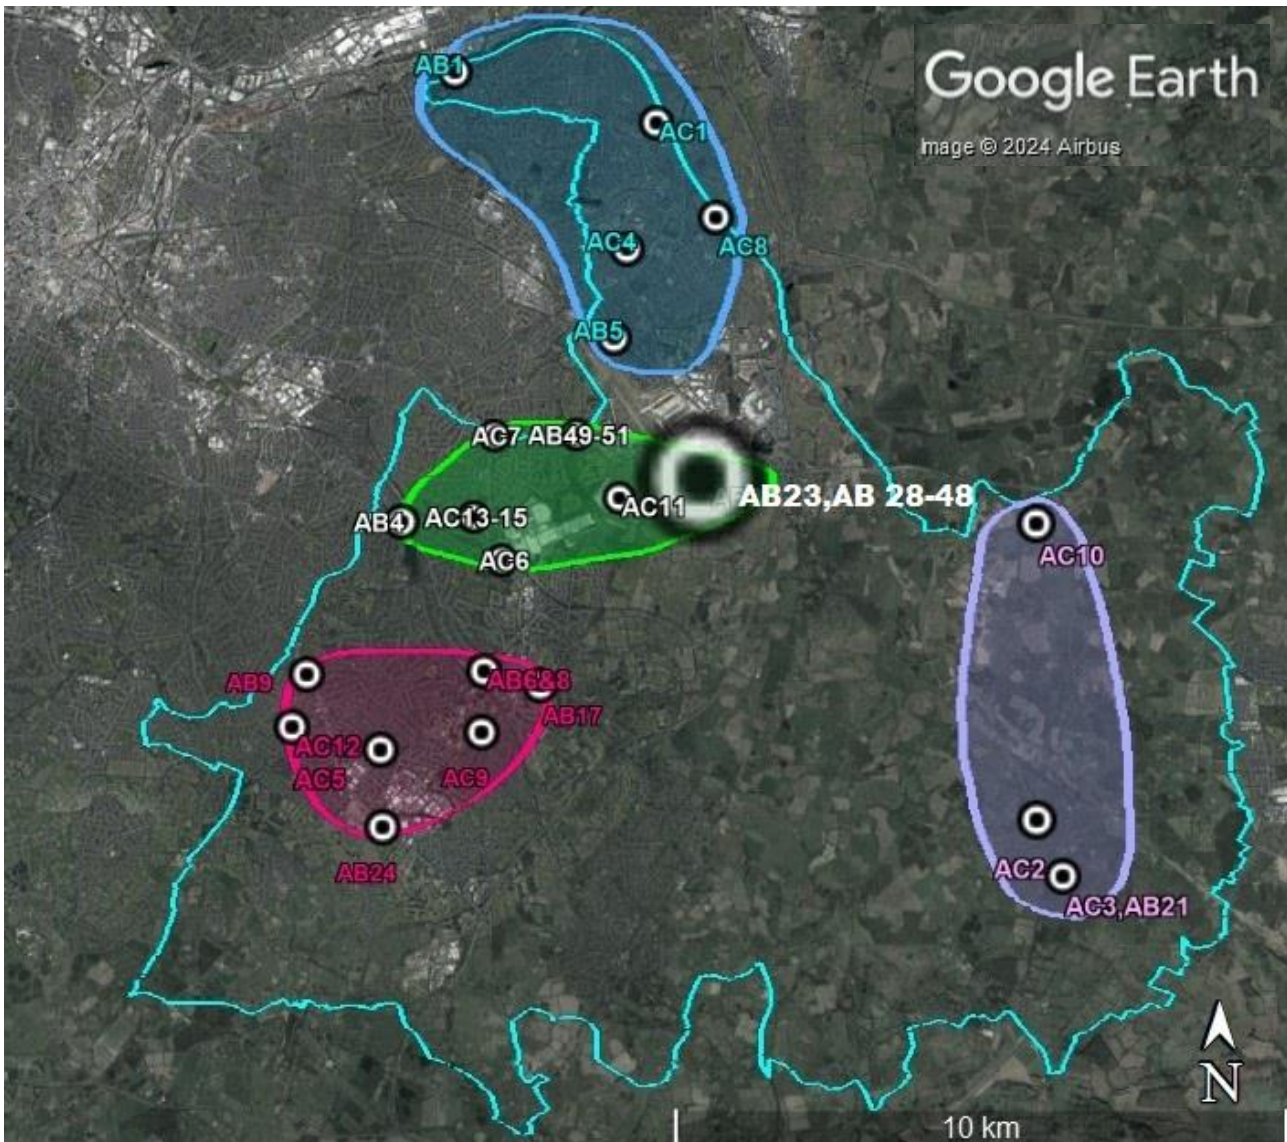 AB1
Google Earth
Image © 2024 Airbus
AC1
AC4
AC8
AB5
AC7 AB49-51
AB23,AB 28-48
AC11
AB4
AC13-15
AC6
AC10
AB9
AB6&8
AB17
AC12
AC5
AC9
AB24
AC2
AC3,AB21
N
10 km